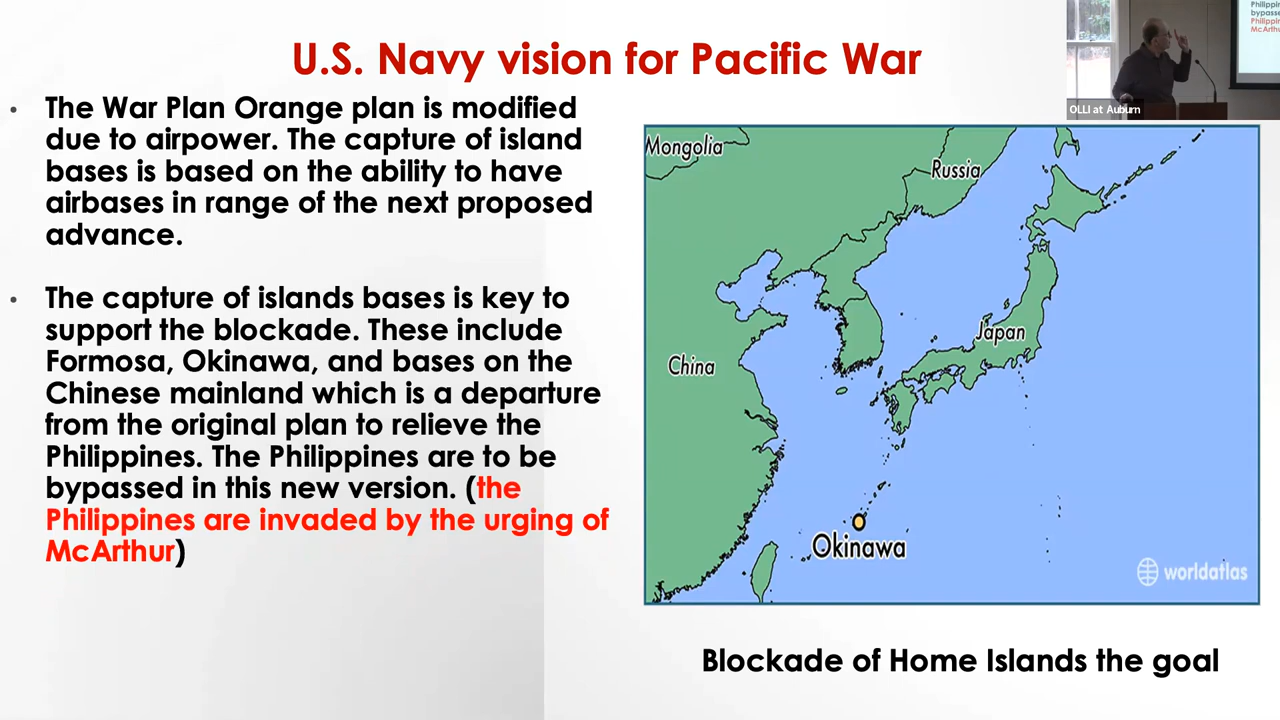 U.S. Navy vision for Pacific War
• The War Plan Orange plan is modified
due to airpower. The capture of island
bases is based on the ability to have
airbases in range of the next proposed
advance.
• The capture of islands bases is key to
support the blockade. These include
Formosa, Okinawa, and bases on the
Chinese mainland which is a departure
from the original plan to relieve the
Philippines. The Philippines are to be
bypassed in this new version. (the
Philippines are invaded by the urging of
McArthur)
Mongolia
Russia
Japan
China
Okinawa
worldatlas
Blockade of Home Islands the goal
OLLI at Auburn
bypasse
Philippin
McArthu